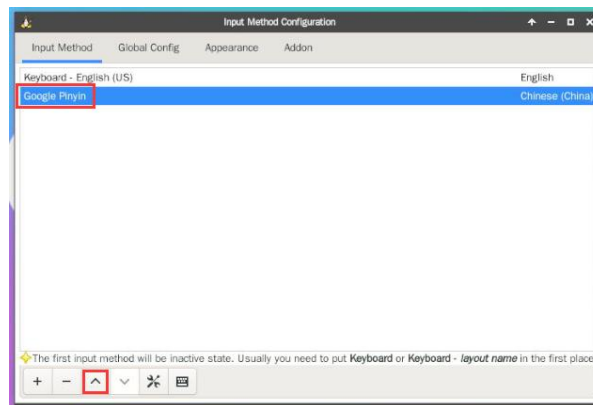 Input Method Configuration
Input Method Global Config Appearance Addon
Keyboard - English (US) English
Google Pinyin Chinese (China)
The first input method will be inactive state. Usually you need to put Keyboard or Keyboard - layout name in the first place